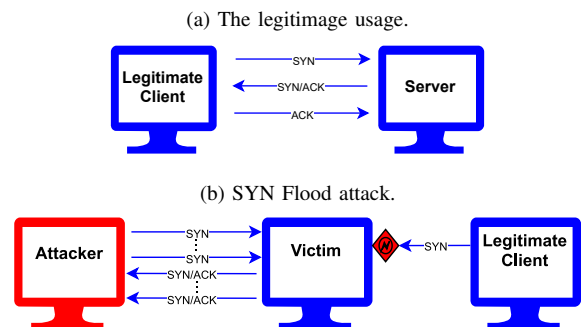 (a) The legitimage usage.
Legitimate
Client
SYN
SYN/ACK
ACK
Server
(b) SYN Flood attack.
Attacker
SYN
SYN
SYN/ACK
SYN/ACK
Victim
SYN
Legitimate
Client